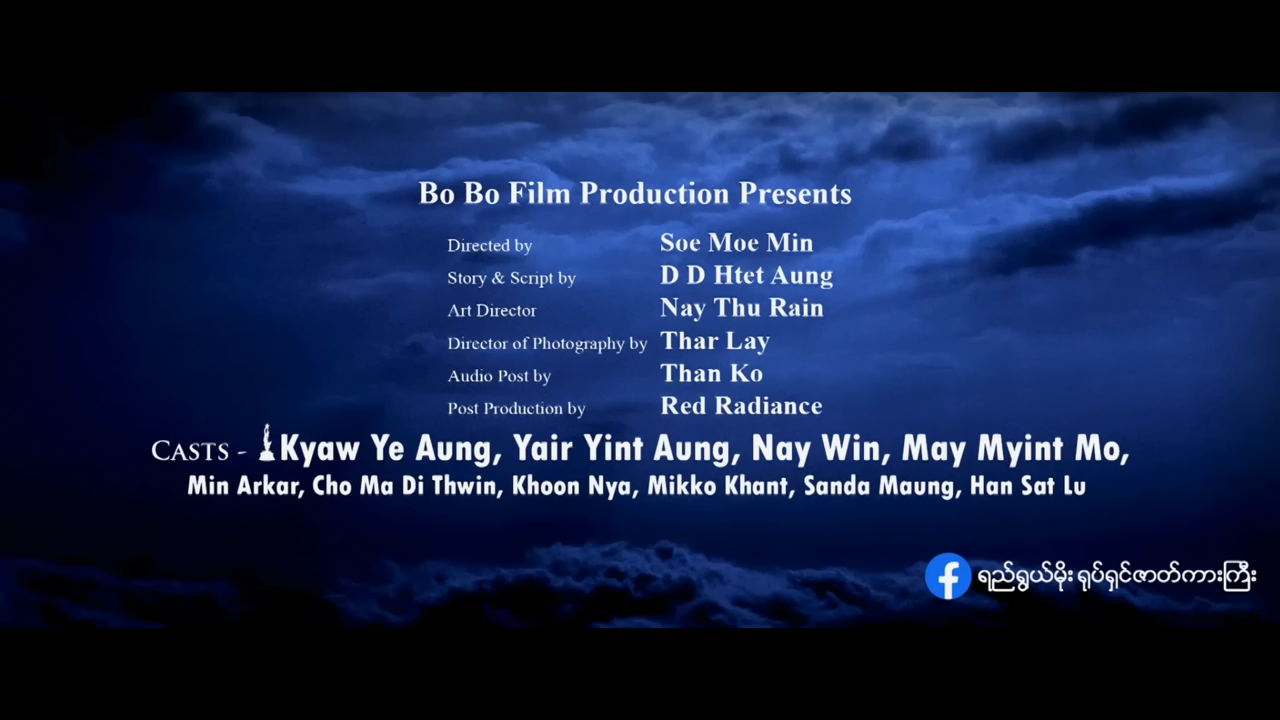 Bo Bo Film Production Presents
Directed by Soe Moe Min
Story & Script by D D Htet Aung
Art Director Nay Thu Rain
Director of Photography by Thar Lay
Audio Post by Than Ko
Post Production by Red Radiance
CASTS - Kyaw Ye Aung, Yair Yint Aung, Nay Win, May Myint Mo,
Min Arkar, Cho Ma Di Thwin, Khoon Nya, Mikko Khant, Sanda Maung, Han Sat Lu
ရည်ရွယ်မိုး ရုပ်ရှင်ဇာတ်ကားကြီး